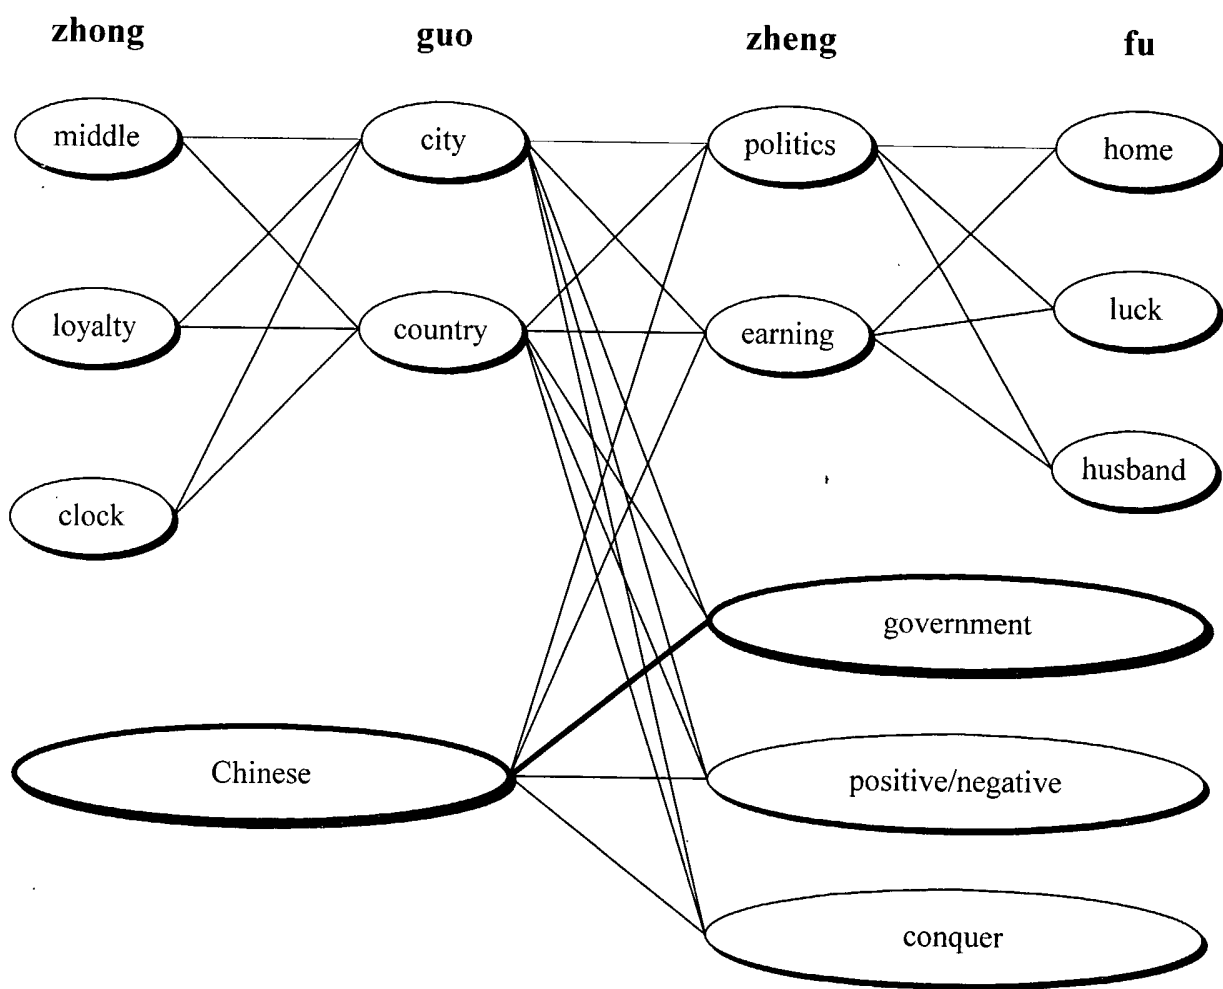 zhong guo zheng fu
middle city politics home
loyalty country earning luck
clock husband
government
Chinese positive/negative
conquer